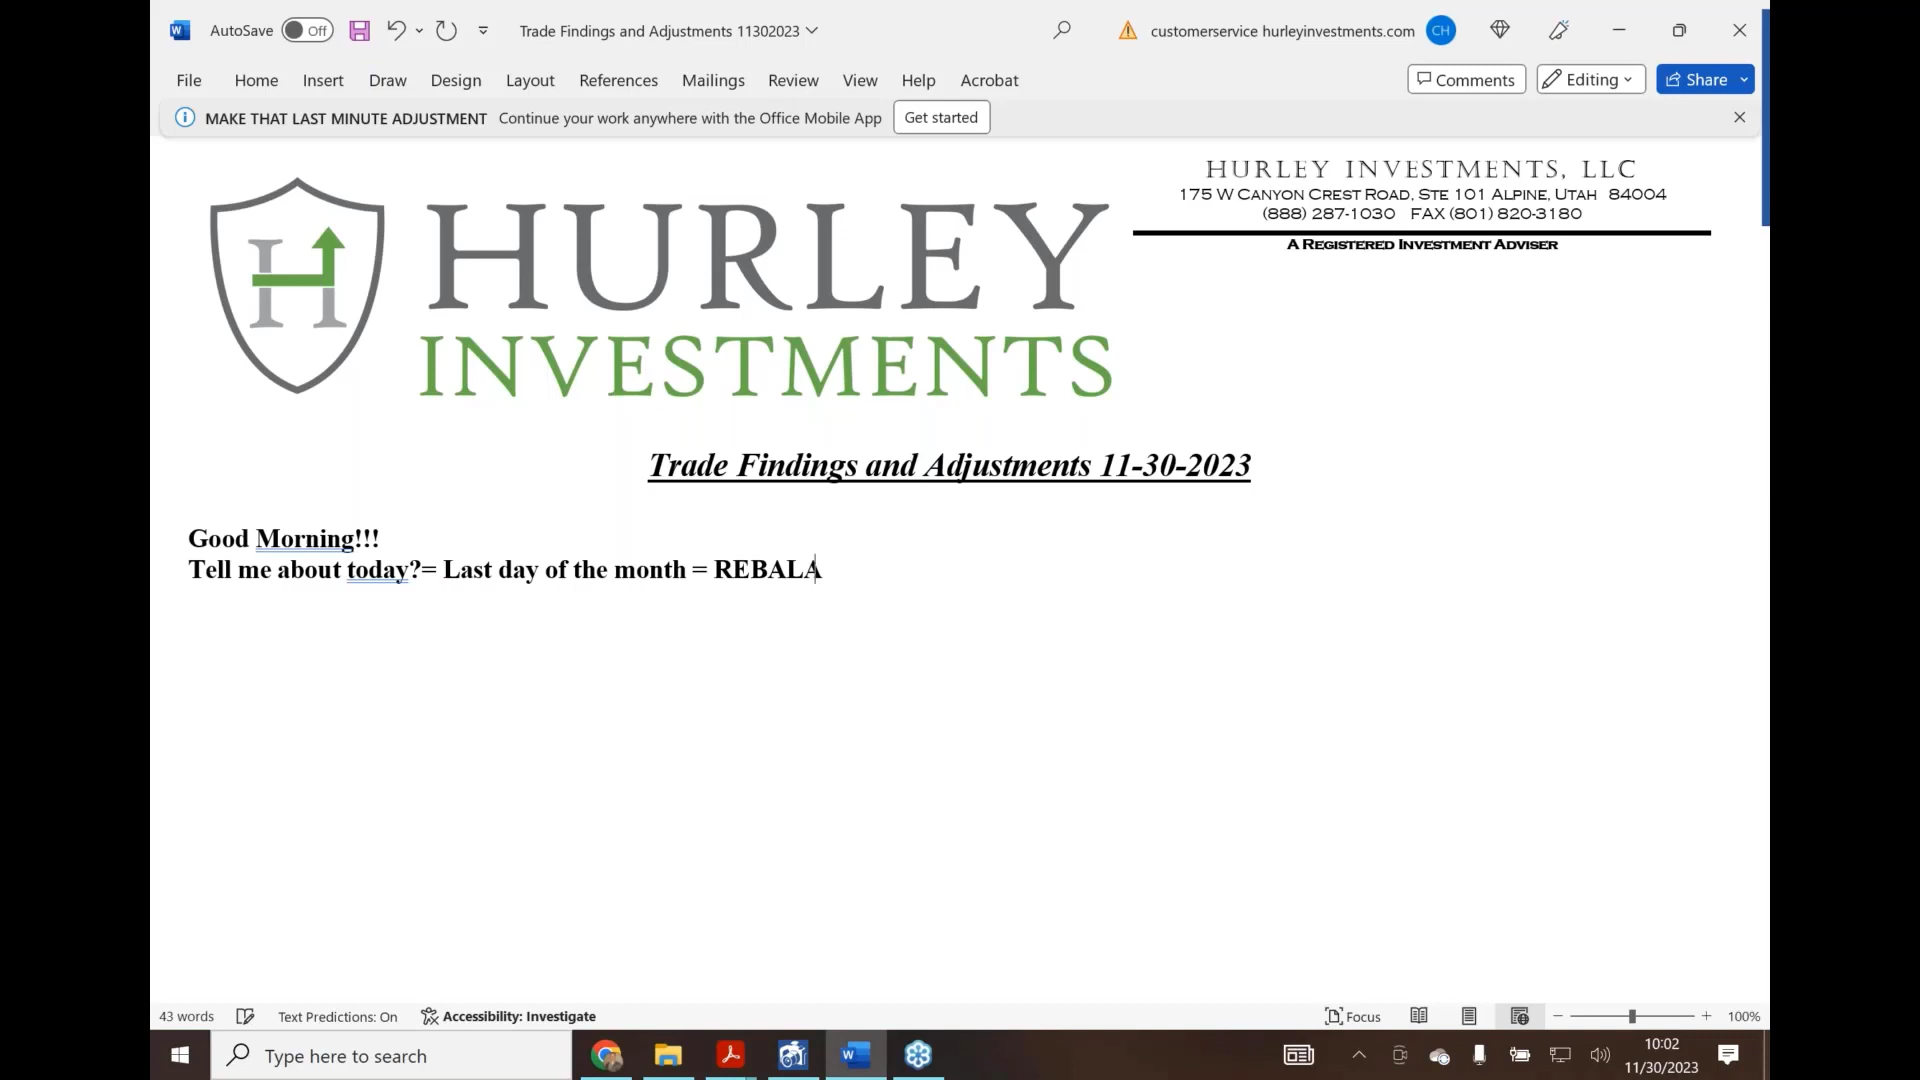 AutoSave Off Trade Findings and Adjustments 11302023 customerservice hurleyinvestments.com CH
File Home Insert Draw Design Layout References Mailings Review View Help Acrobat Comments Editing Share
MAKE THAT LAST MINUTE ADJUSTMENT Continue your work anywhere with the Office Mobile App Get started
HURLEY INVESTMENTS, LLC
175 W CANYON CREST ROAD, STE 101 ALPINE, UTAH 84004
(888) 287-1030 FAX (801) 820-3180
A REGISTERED INVESTMENT ADVISER
H
HURLEY
INVESTMENTS
Trade Findings and Adjustments 11-30-2023
Good Morning!!!
Tell me about today?= Last day of the month = REBALA
43 words Text Predictions: On Accessibility: Investigate Focus 100%
Type here to search
10:02
11/30/2023